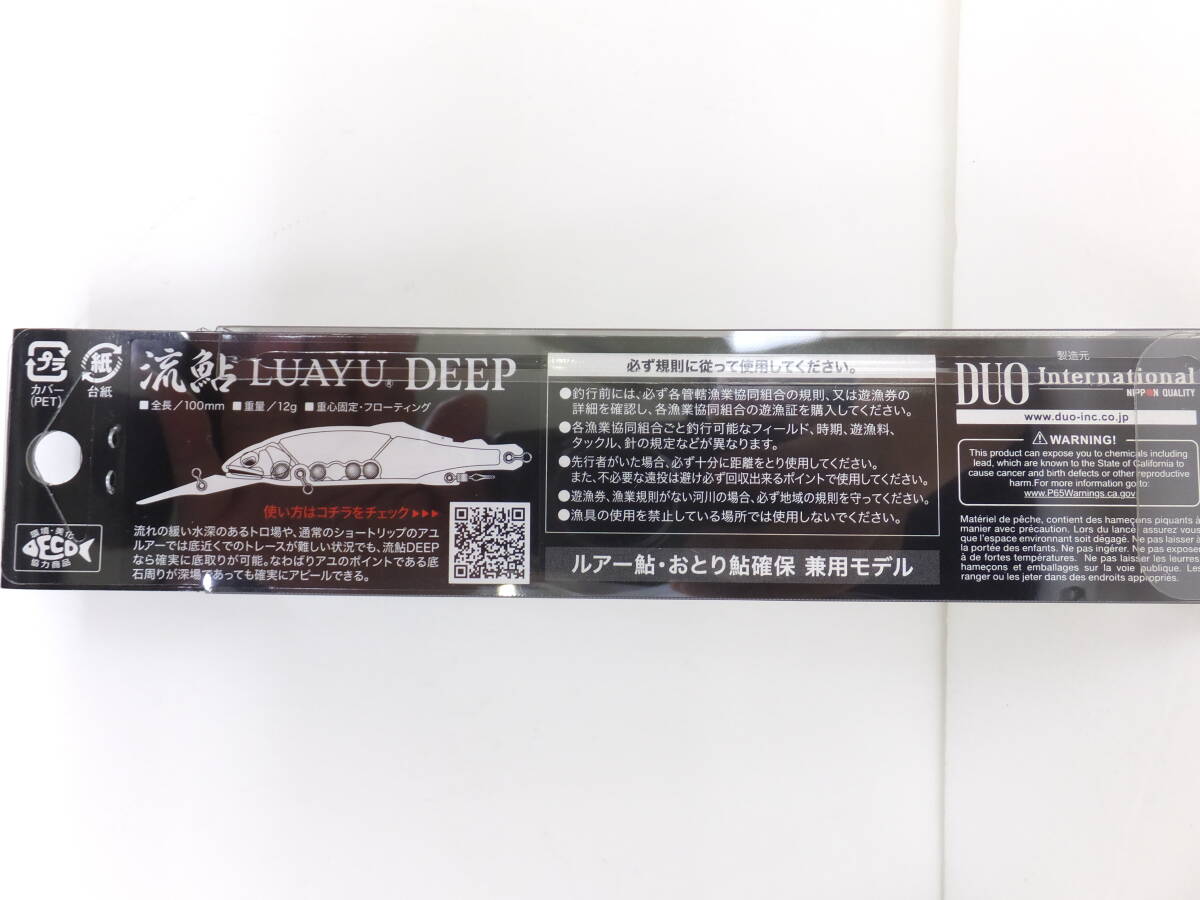 プラ
カバー
(PET)
紙
台紙
流鮎 LUAYU® DEEP
■全長/100mm ■重量/12g ■重心固定・フローティング
使い方はコチラをチェック▶▶▶
環境・美化
ECO
協力商品
流れの緩い水深のあるトロ場や、通常のショートリップのアユ
ルアーでは底近くでのトレースが難しい状況でも、流鮎DEEP
なら確実に底取りが可能。なわばりアユのポイントである底
石周りが深場であっても確実にアピールできる。
必ず規則に従って使用してください。
●釣行前には、必ず各管轄漁業協同組合の規則、又は遊漁券の
詳細を確認し、各漁業協同組合の遊漁証を購入してください。
●各漁業協同組合ごと釣行可能なフィールド、時期、遊漁料、
タックル、針の規定などが異なります。
●先行者がいた場合、必ず十分に距離をとり使用してください。
また、不必要な遠投は避け必ず回収出来るポイントで使用してください。
●遊漁券、漁業規則がない河川の場合、必ず地域の規則を守ってください。
●漁具の使用を禁止している場所では使用しないでください。
ルアー鮎・おとり鮎確保 兼用モデル
製造元
DUO International
NIPPON QUALITY
www.duo-inc.co.jp
⚠WARNING!
This product can expose you to chemicals including
lead, which are known to the State of California to
cause cancer and birth defects or other reproductive
harm.For more information go to:
www.P65Warnings.ca.gov
Matériel de pêche, contient des hameçons piquants à
manier avec précaution. Lors du lancé, assurez vous
que l'espace environnant soit dégagé. Ne pas laisser à
la portée des enfants. Ne pas ingérer. Ne pas expose
à de fortes températures. Ne pas laisser les leurres,
hameçons et emballages sur la voie publique. Les
ranger ou les jeter dans des endroits appropriés.